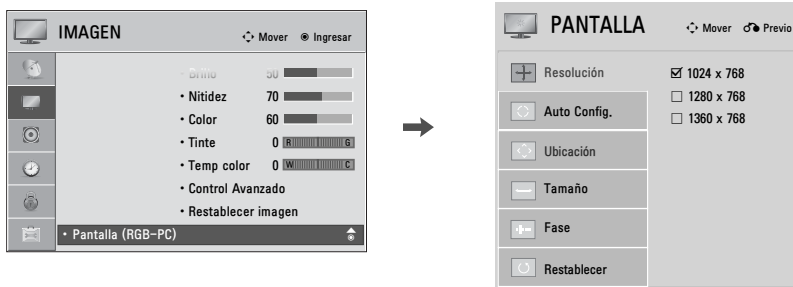 IMAGEN
Mover Ingresar
• Brillo 50
• Nitidez 70
• Color 60
• Tinte 0 R G
• Temp color 0 W C
• Control Avanzado
• Restablecer imagen
• Pantalla (RGB-PC)
PANTALLA
Mover Previo
Resolución
Auto Config.
Ubicación
Tamaño
Fase
Restablecer
1024 x 768
1280 x 768
1360 x 768